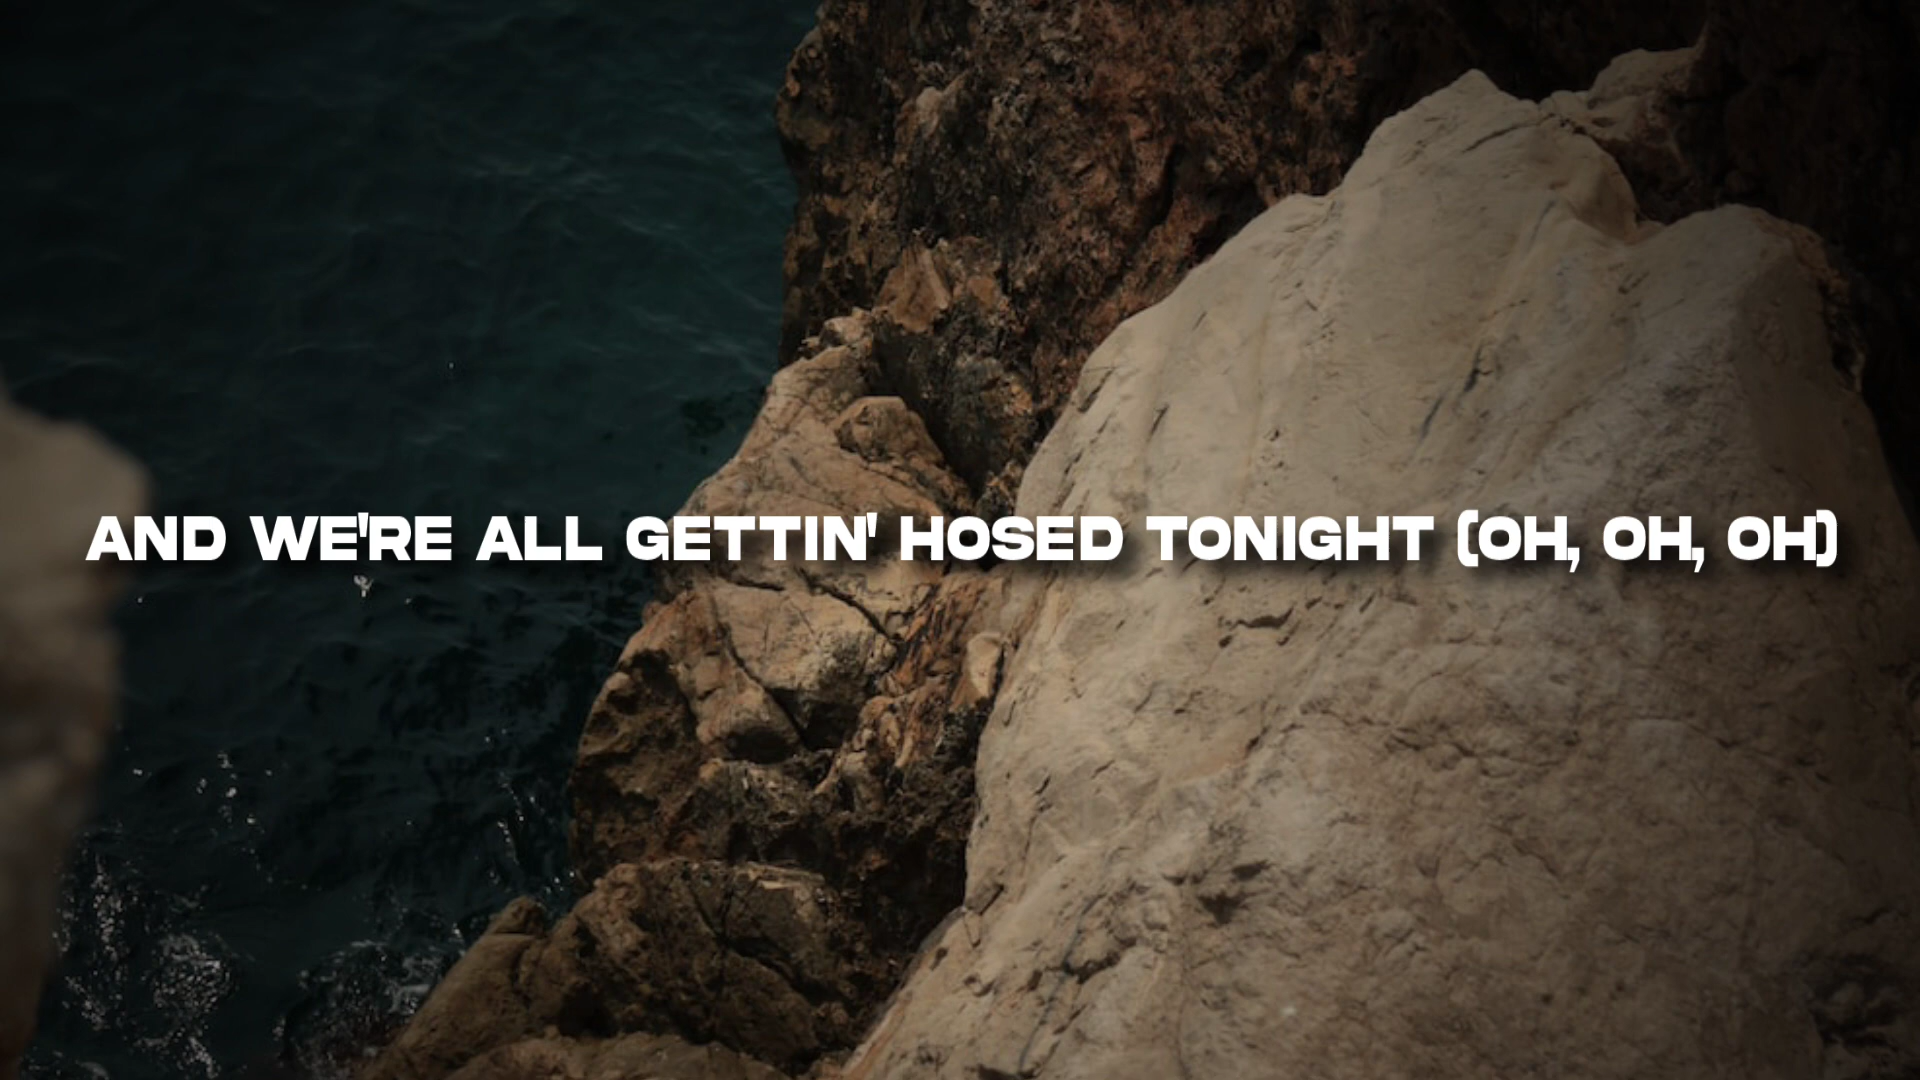 AND WE'RE ALL GETTIN' HOSED TONIGHT (OH, OH, OH)